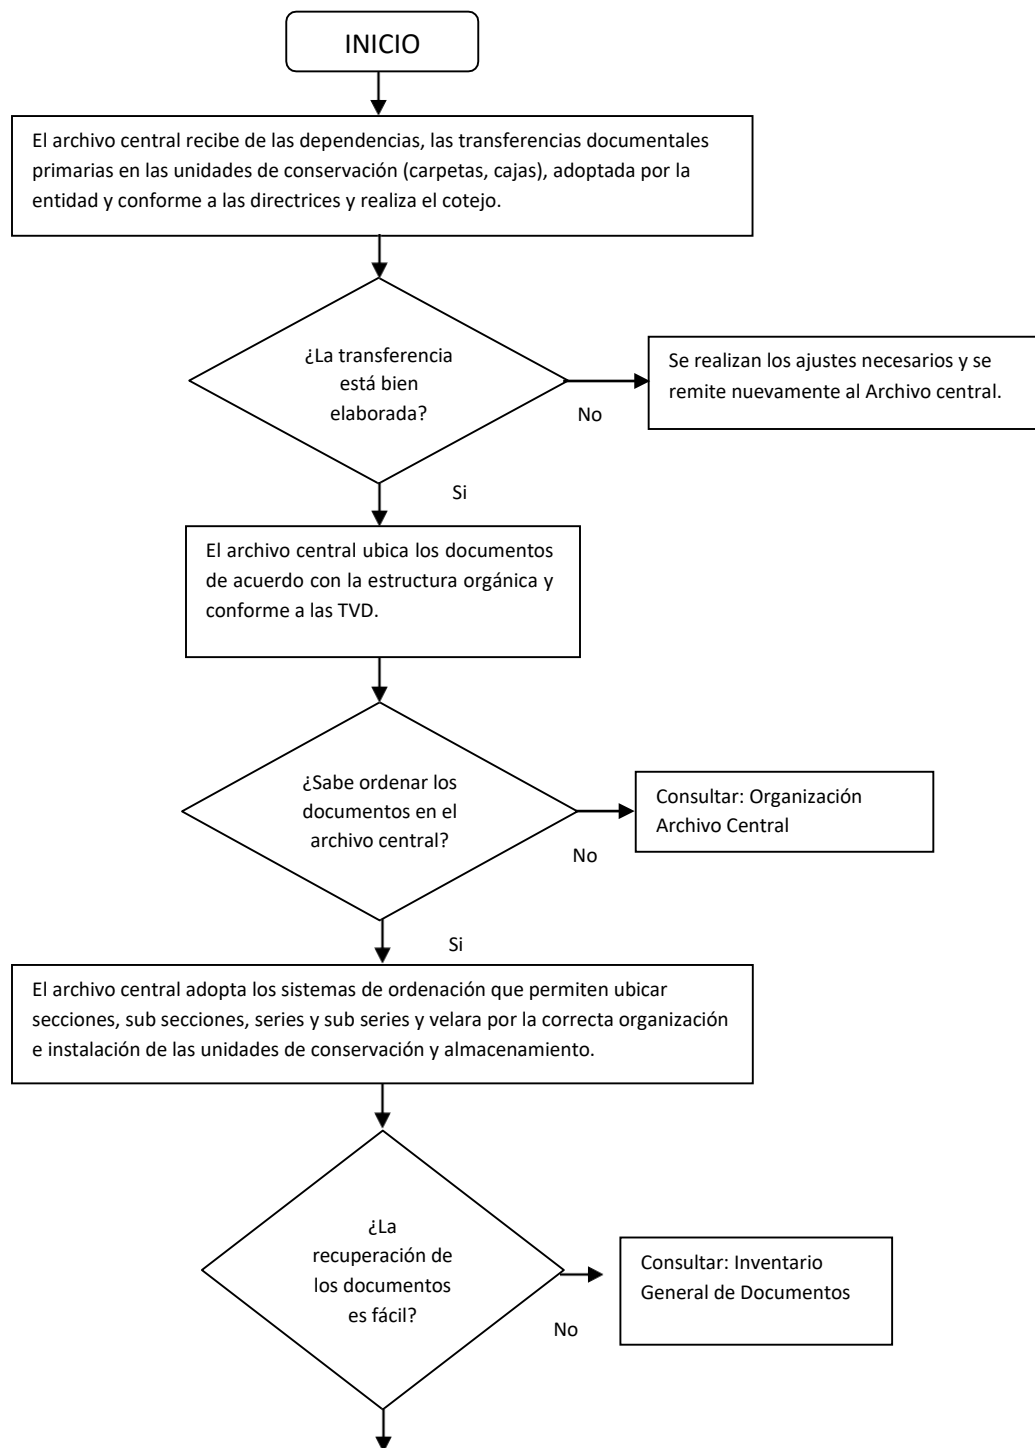 INICIO
El archivo central recibe de las dependencias, las transferencias documentales
primarias en las unidades de conservación (carpetas, cajas), adoptada por la
entidad y conforme a las directrices y realiza el cotejo.
¿La transferencia
está bien
elaborada?
No
Se realizan los ajustes necesarios y se
remite nuevamente al Archivo central.
Si
El archivo central ubica los documentos
de acuerdo con la estructura orgánica y
conforme a las TVD.
¿Sabe ordenar los
documentos en el
archivo central?
No
Consultar: Organización
Archivo Central
Si
El archivo central adopta los sistemas de ordenación que permiten ubicar
secciones, sub secciones, series y sub series y velara por la correcta organización
e instalación de las unidades de conservación y almacenamiento.
¿La
recuperación de
los documentos
es fácil?
No
Consultar: Inventario
General de Documentos